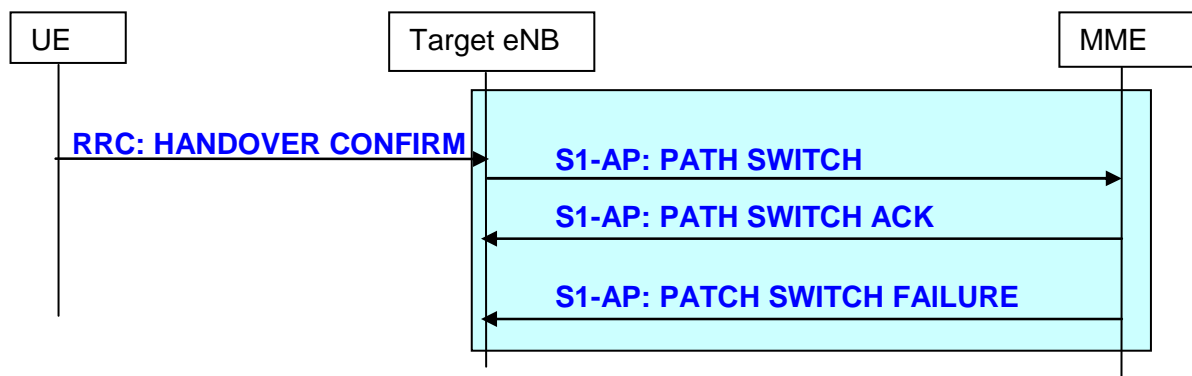 UE
Target eNB
MME
RRC: HANDOVER CONFIRM
S1-AP: PATH SWITCH
S1-AP: PATH SWITCH ACK
S1-AP: PATCH SWITCH FAILURE